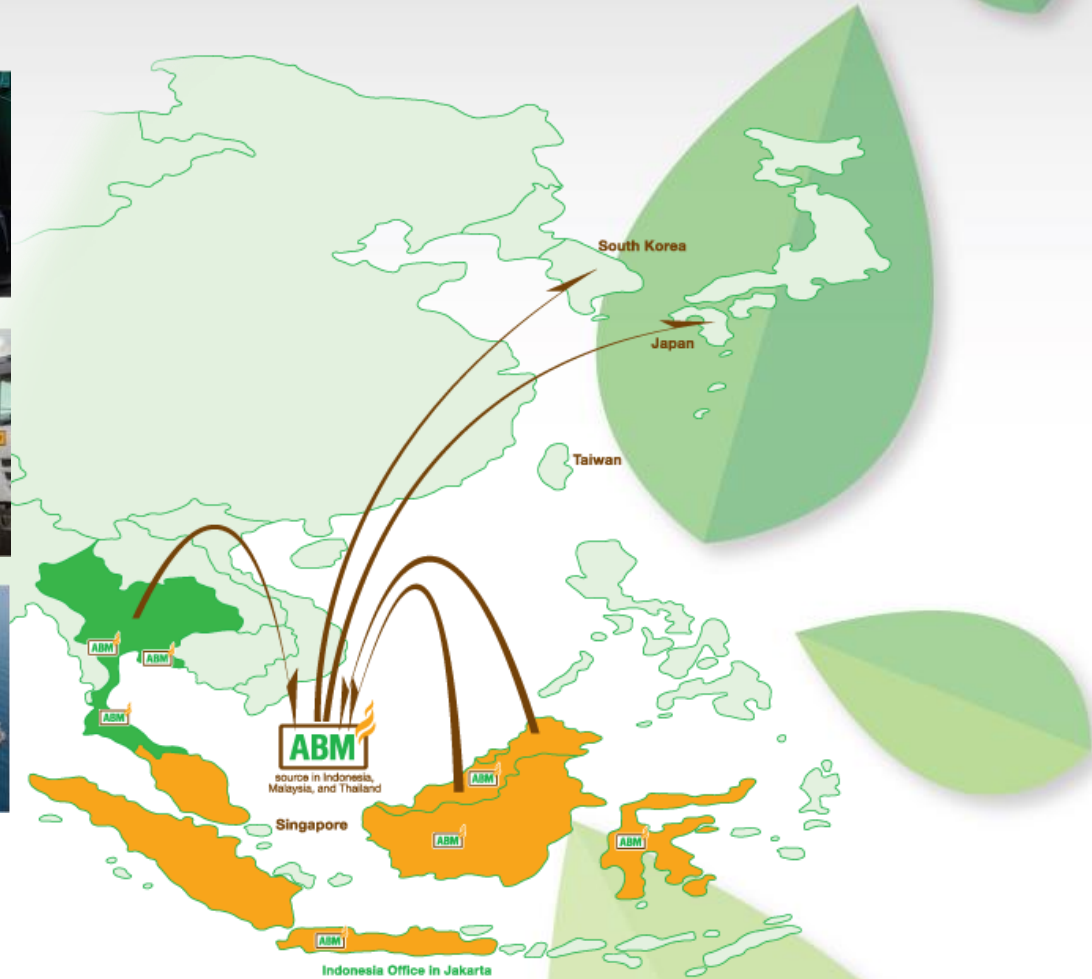 South Korea
Japan
Taiwan
ABM
ABM
ABM
ABM
source in Indonesia,
Malaysia, and Thailand
ABM
Singapore
ABM
ABM
ABM
Indonesia Office in Jakarta